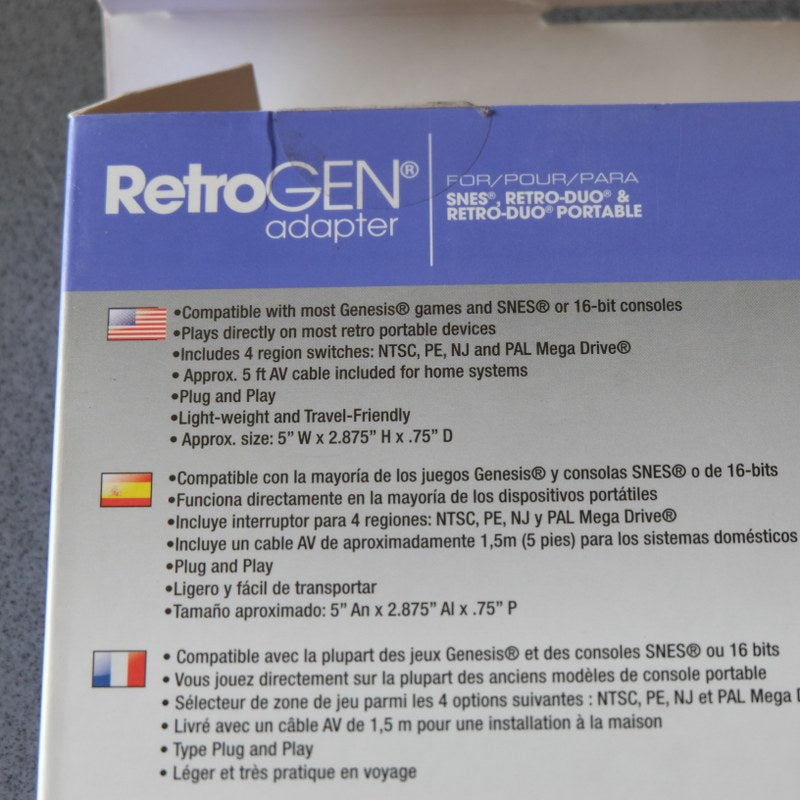 RetroGEN®
adapter
FOR/POUR/PARA
SNES®, RETRO-DUO® &
RETRO-DUO® PORTABLE
•Compatible with most Genesis® games and SNES® or 16-bit consoles
•Plays directly on most retro portable devices
•Includes 4 region switches: NTSC, PE, NJ and PAL Mega Drive®
• Approx. 5 ft AV cable included for home systems
•Plug and Play
•Light-weight and Travel-Friendly
• Approx. size: 5” W x 2.875” H x .75” D
•Compatible con la mayoría de los juegos Genesis® y consolas SNES® o de 16-bits
•Funciona directamente en la mayoría de los dispositivos portátiles
•Incluye interruptor para 4 regiones: NTSC, PE, NJ y PAL Mega Drive®
•Incluye un cable AV de aproximadamente 1,5m (5 pies) para los sistemas domésticos
•Plug and Play
•Ligero y fácil de transportar
•Tamaño aproximado: 5” An x 2.875” Al x .75” P
• Compatible avec la plupart des jeux Genesis® et des consoles SNES® ou 16 bits
• Vous jouez directement sur la plupart des anciens modèles de console portable
• Sélecteur de zone de jeu parmi les 4 options suivantes : NTSC, PE, NJ et PAL Mega
• Livré avec un câble AV de 1,5 m pour une installation à la maison
• Type Plug and Play
• Léger et très pratique en voyage